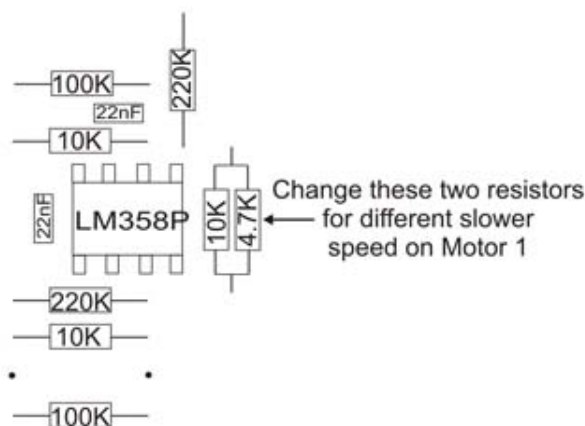 100K
220K
22nF
10K
22nF
LM358P
10K
4.7K
Change these two resistors
for different slower
speed on Motor 1
220K
10K
100K